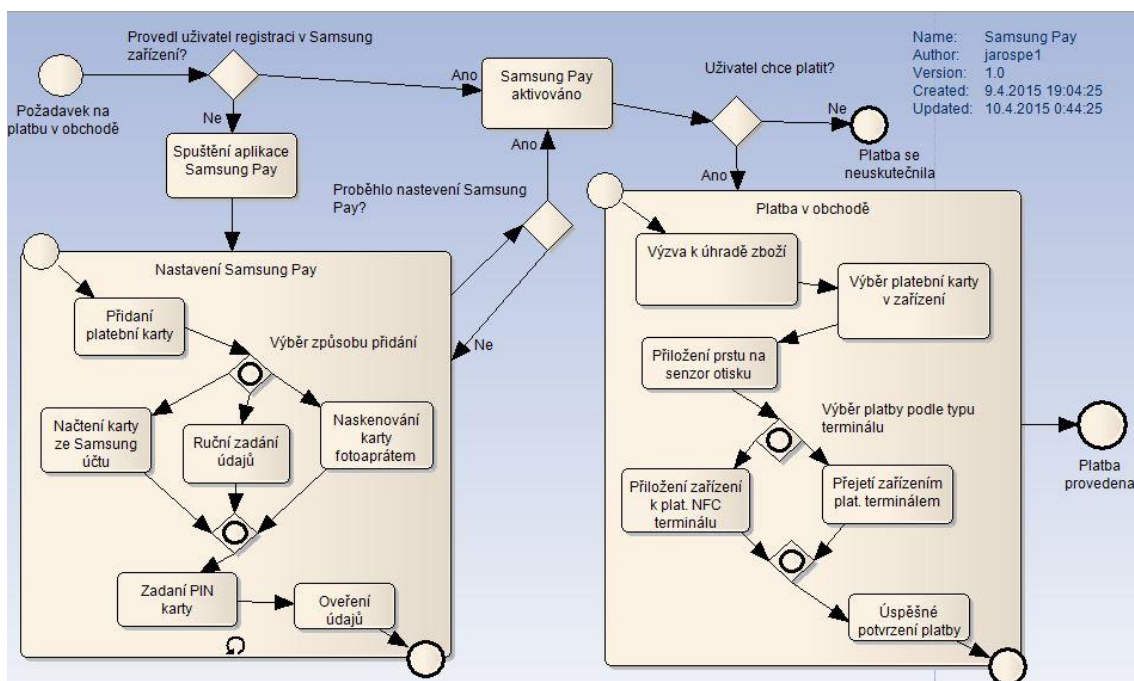 Provedl uživatel registraci v Samsung
zařízení?
Name: Samsung Pay
Author: jarospe1
Version: 1.0
Created: 9.4.2015 19:04:25
Updated: 10.4.2015 0:44:25
Požadavek na
platbu v obchodě
Ano
Samsung Pay
aktivováno
Uživatel chce platit?
Ne
Ne
Platba se
neuskutečnila
Spuštění aplikace
Samsung Pay
Ano
Ano
Proběhlo nastevení Samsung
Pay?
Ne
Nastavení Samsung Pay
Přidaní
platební karty
Výběr způsobu přidání
Načtení karty
ze Samsung
účtu
Ruční zadání
údajů
Naskenování
karty
fotoaprátem
Zadaní PIN
karty
Oveření
údajů
Platba v obchodě
Výzva k úhradě zboží
Výběr platební karty
v zařízení
Přiložení prstu na
senzor otisku
Výběr platby podle typu
terminálu
Přiložení zařízení
k plat. NFC
terminálu
Přejetí zařízením
plat. terminálem
Úspěšné
potvrzení platby
Platba
provedena